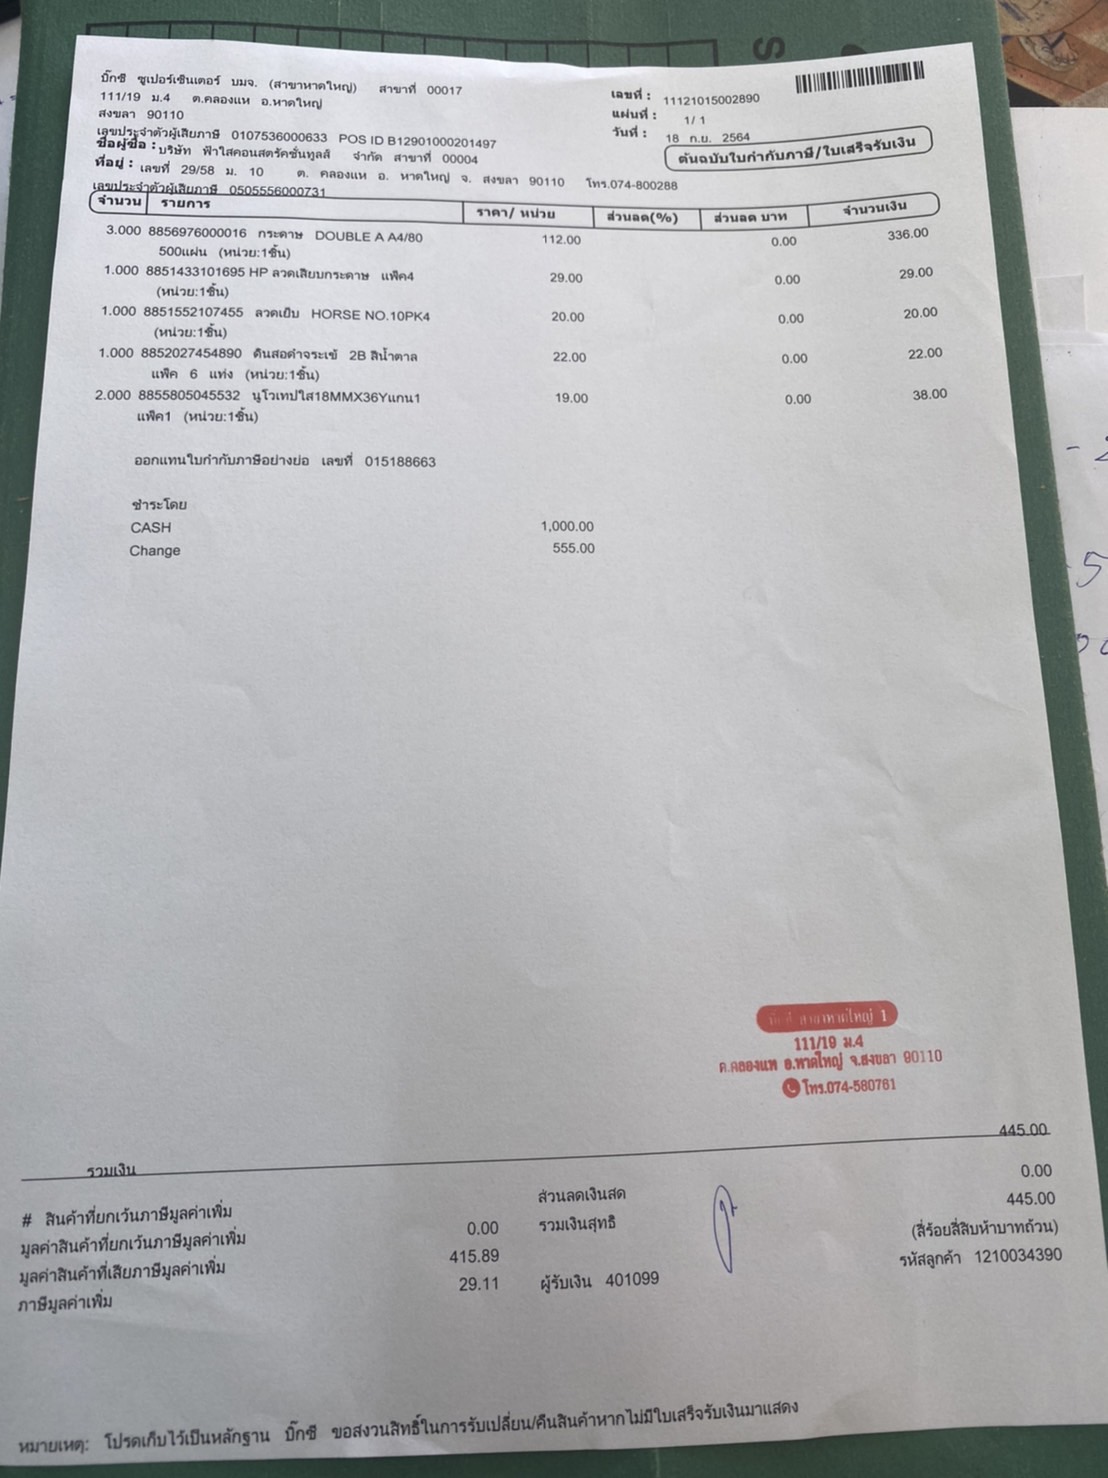 บิ๊กซี ซูเปอร์เซ็นเตอร์ บมจ. (สาขาหาดใหญ่) สาขาที่ 00017
111/19 ม.4 ต.คลองแห อ.หาดใหญ่
สงขลา 90110
เลขประจำตัวผู้เสียภาษี 0107536000633 POS ID B12901000201497
เลขที่ : 11121015002890
แผ่นที่ : 1/ 1
วันที่ : 18 ก.ย. 2564
ต้นฉบับใบกำกับภาษี/ใบเสร็จรับเงิน
ชื่อผู้ซื้อ : บริษัท ฟ้าใสคอนสตรัคชั่นทูลส์ จำกัด สาขาที่ 00004
ที่อยู่ : เลขที่ 29/58 ม. 10 ต. คลองแห อ. หาดใหญ่ จ. สงขลา 90110 โทร.074-800288
เลขประจำตัวผู้เสียภาษี 0505556000731
จำนวน รายการ ราคา/ หน่วย ส่วนลด(%) ส่วนลด บาท จำนวนเงิน
3.000 8856976000016 กระดาษ DOUBLE A A4/80 112.00 0.00 336.00
500แผ่น (หน่วย:1ชิ้น)
1.000 8851433101695 HP ลวดเสียบกระดาษ แพ็ค4 29.00 0.00 29.00
(หน่วย:1ชิ้น)
1.000 8851552107455 ลวดเย็บ HORSE NO.10PK4 20.00 0.00 20.00
(หน่วย:1ชิ้น)
1.000 8852027454890 ดินสอดำจระเข้ 2B สีน้ำตาล 22.00 0.00 22.00
แพ็ค 6 แท่ง (หน่วย:1ชิ้น)
2.000 8855805045532 นูโวเทปใส18MMX36Yแกน1 19.00 0.00 38.00
แพ็ค1 (หน่วย:1ชิ้น)
ออกแทนใบกำกับภาษีอย่างย่อ เลขที่ 015188663
ชำระโดย
CASH 1,000.00
Change 555.00
สาขาหาดใหญ่ 1
111/19 ม.4
ต.คลองแห อ.หาดใหญ่ จ.สงขลา 90110
โทร.074-580761
รวมเงิน 445.00
# สินค้าที่ยกเว้นภาษีมูลค่าเพิ่ม ส่วนลดเงินสด 0.00
มูลค่าสินค้าที่ยกเว้นภาษีมูลค่าเพิ่ม 0.00 รวมเงินสุทธิ 445.00
มูลค่าสินค้าที่เสียภาษีมูลค่าเพิ่ม 415.89 (สี่ร้อยสี่สิบห้าบาทถ้วน)
ภาษีมูลค่าเพิ่ม 29.11 ผู้รับเงิน 401099 รหัสลูกค้า 1210034390
หมายเหตุ: โปรดเก็บไว้เป็นหลักฐาน บิ๊กซี ขอสงวนสิทธิ์ในการรับเปลี่ยน/คืนสินค้าหากไม่มีใบเสร็จรับเงินมาแสดง